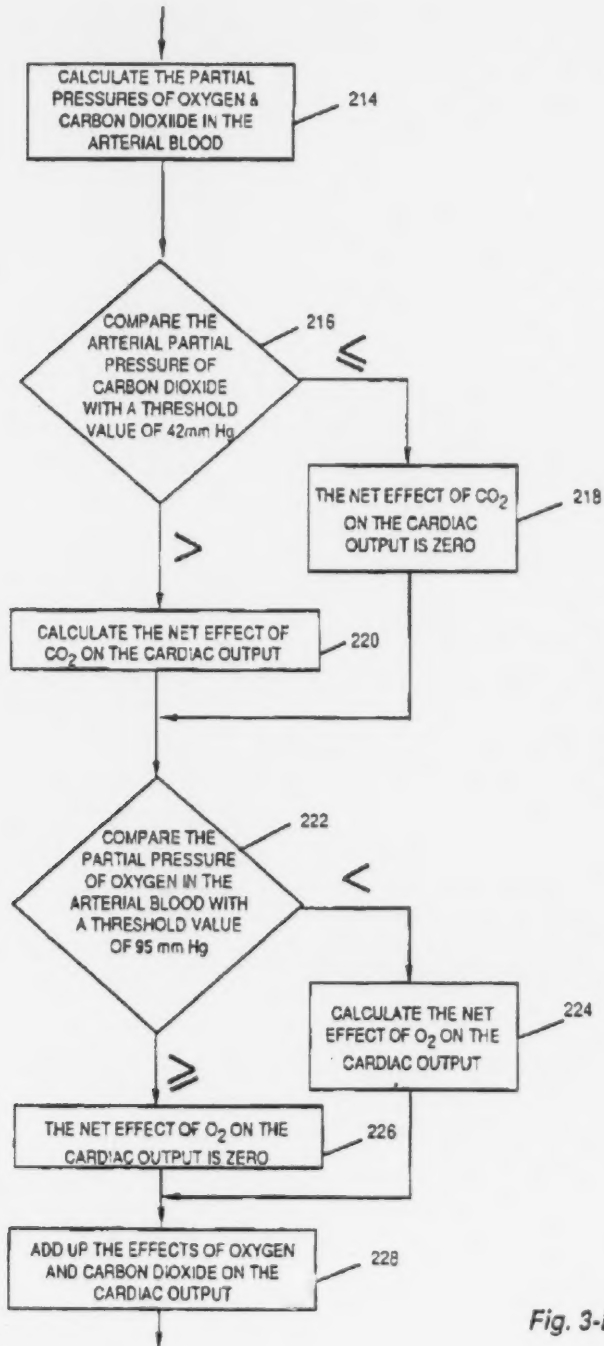 CALCULATE THE PARTIAL
PRESSURES OF OXYGEN &
CARBON DIOXIIDE IN THE
ARTERIAL BLOOD
214
COMPARE THE
ARTERIAL PARTIAL
PRESSURE OF
CARBON DIOXIDE
WITH A THRESHOLD
VALUE OF 42mm Hg
216
≤
THE NET EFFECT OF CO2
ON THE CARDIAC
OUTPUT IS ZERO
218
>
CALCULATE THE NET EFFECT OF
CO2 ON THE CARDIAC OUTPUT
220
COMPARE THE
PARTIAL PRESSURE
OF OXYGEN IN THE
ARTERIAL BLOOD WITH
A THRESHOLD VALUE
OF 95 mm Hg
222
<
CALCULATE THE NET
EFFECT OF O2 ON THE
CARDIAC OUTPUT
224
≥
THE NET EFFECT OF O2 ON THE
CARDIAC OUTPUT IS ZERO
226
ADD UP THE EFFECTS OF OXYGEN
AND CARBON DIOXIDE ON THE
CARDIAC OUTPUT
228
Fig.